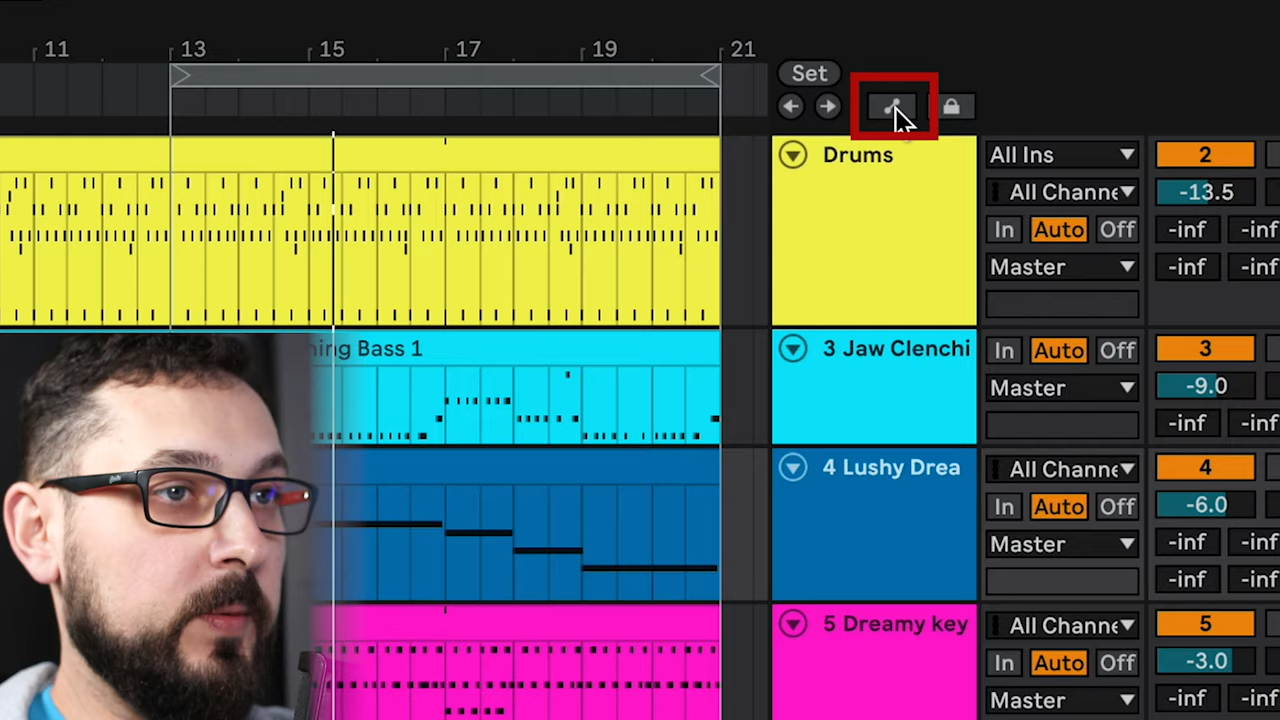 11 13 15 17 19 21
Set
Drums
All Ins 2
All Channe -13.5
In Auto Off -inf -inf
Master -inf -inf
ning Bass 1
3 Jaw Clenchi
In Auto Off 3
Master -9.0
-inf -inf
4 Lushy Drea
All Channe 4
In Auto Off -6.0
Master -inf -inf
-inf -inf
5 Dreamy key
All Channe 5
In Auto Off -3.0
Master -inf -inf